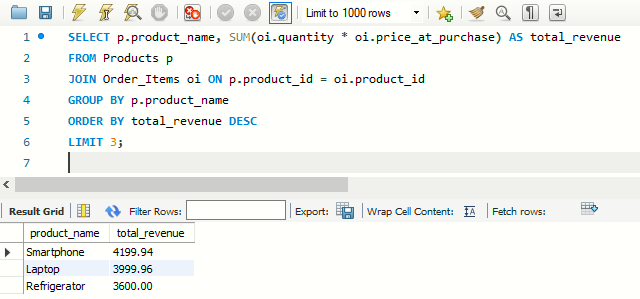 Limit to 1000 rows
1 SELECT p.product_name, SUM(oi.quantity * oi.price_at_purchase) AS total_revenue
2 FROM Products p
3 JOIN Order_Items oi ON p.product_id = oi.product_id
4 GROUP BY p.product_name
5 ORDER BY total_revenue DESC
6 LIMIT 3;
7
Result Grid Filter Rows: Export: Wrap Cell Content: Fetch rows:
product_name total_revenue
Smartphone 4199.94
Laptop 3999.96
Refrigerator 3600.00